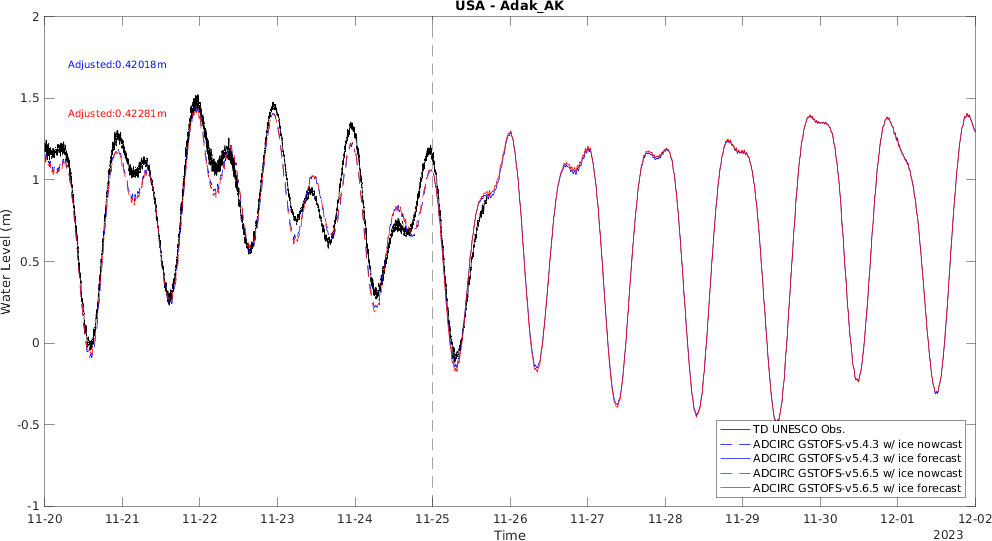 USA - Adak_AK
2
Adjusted:0.42018m
1.5
Adjusted:0.42281m
1
Water Level (m)
0.5
0
-0.5
-1
TD UNESCO Obs.
ADCIRC GSTOFS-v5.4.3 w/ ice nowcast
ADCIRC GSTOFS-v5.4.3 w/ ice forecast
ADCIRC GSTOFS-v5.6.5 w/ ice nowcast
ADCIRC GSTOFS-v5.6.5 w/ ice forecast
11-20 11-21 11-22 11-23 11-24 11-25 11-26 11-27 11-28 11-29 11-30 12-01 12-02
Time
2023